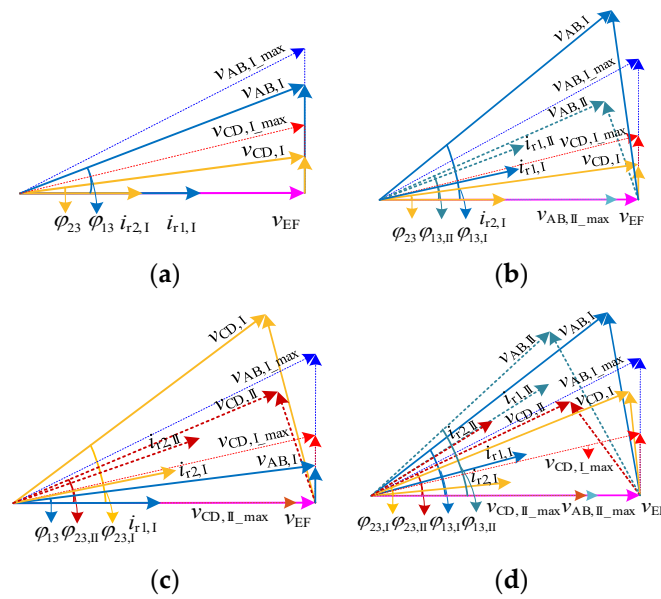 v_AB,I_max
v_AB,I
v_CD,I_max
v_CD,I
φ_23 φ_13 i_r2,I i_r1,I v_EF
(a)
v_AB,I
v_AB,I_max
v_AB,II
i_r1,II v_CD,I_max
i_r1,I v_CD,I
i_r2,I v_AB,II_max v_EF
φ_23 φ_13,II φ_13,I
(b)
v_CD,I
v_AB,I_max
v_CD,II
i_r2,II v_CD,I_max
i_r2,I v_AB,I
φ_13 φ_23,II φ_23,I i_r1,I v_CD,II_max v_EF
(c)
v_AB,II v_AB,I
i_r1,II v_AB,I_max
i_r2,II v_CD,II v_CD,I
i_r1,I v_CD,I_max
i_r2,I
φ_23,I φ_23,II φ_13,I φ_13,II v_CD,II_max v_AB,II_max v_EF
(d)